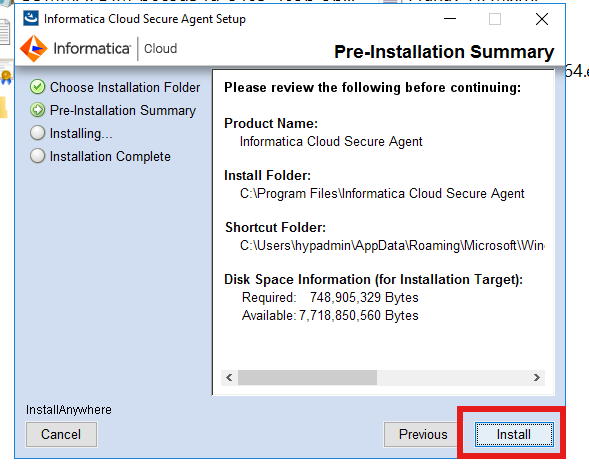 Informatica Cloud Secure Agent Setup
Informatica Cloud
Pre-Installation Summary
64.e
Choose Installation Folder
Pre-Installation Summary
Installing...
Installation Complete
Please review the following before continuing:
Product Name:
Informatica Cloud Secure Agent
Install Folder:
C:\Program Files\Informatica Cloud Secure Agent
Shortcut Folder:
C:\Users\hypadmin\AppData\Roaming\Microsoft\Win
Disk Space Information (for Installation Target):
Required: 748,905,329 Bytes
Available: 7,718,850,560 Bytes
InstallAnywhere
Cancel
Previous
Install